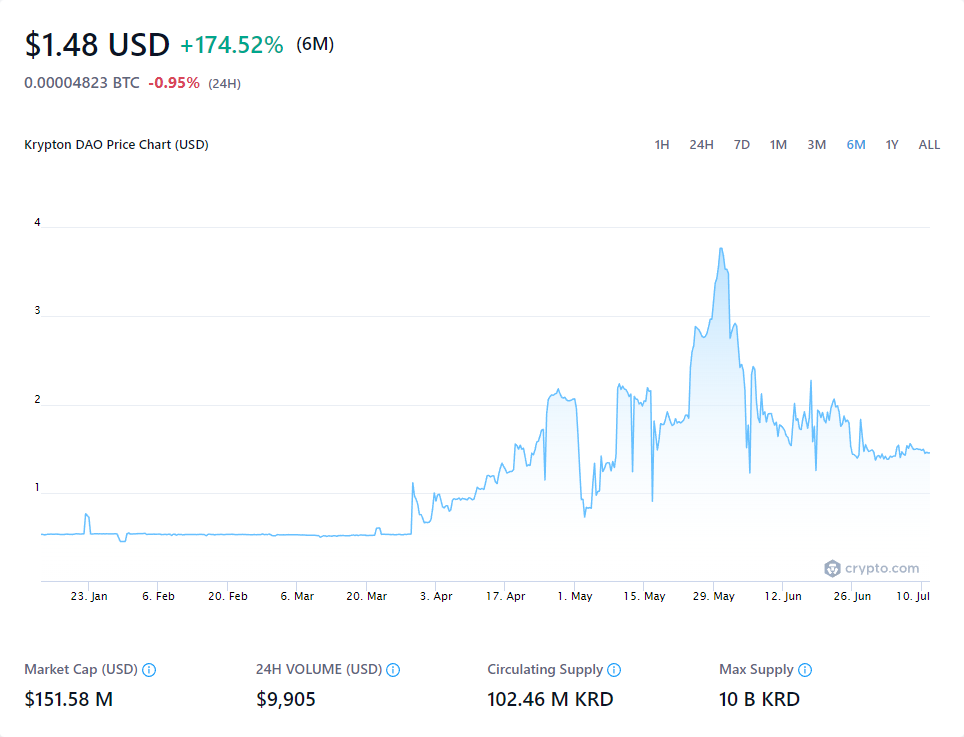 $1.48 USD +174.52% (6M)
0.00004823 BTC -0.95% (24H)
Krypton DAO Price Chart (USD) 1H 24H 7D 1M 3M 6M 1Y ALL
4
3
2
1
crypto.com
23. Jan 6. Feb 20. Feb 6. Mar 20. Mar 3. Apr 17. Apr 1. May 15. May 29. May 12. Jun 26. Jun 10. Jul
Market Cap (USD) 24H VOLUME (USD) Circulating Supply Max Supply
$151.58 M $9,905 102.46 M KRD 10 B KRD